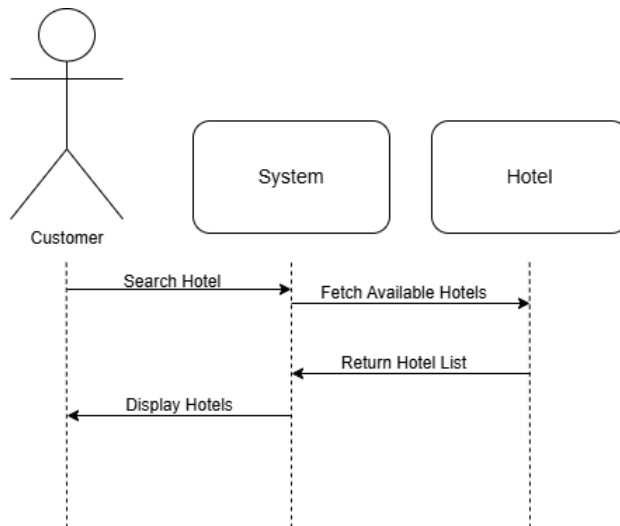 System
Hotel
Customer
Search Hotel
Fetch Available Hotels
Return Hotel List
Display Hotels